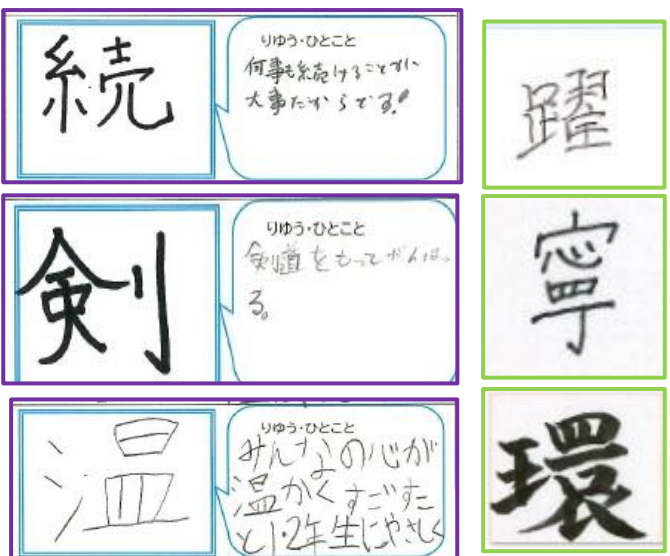 続
りゆう・ひとこと
何事も続けることが
大事だからです!
躍
剣
りゆう・ひとこと
剣道をもってがんばっ
る。
寧
温
りゆう・ひとこと
みんなの心が
温かくすごすた
と1・2年生にやさしく
環